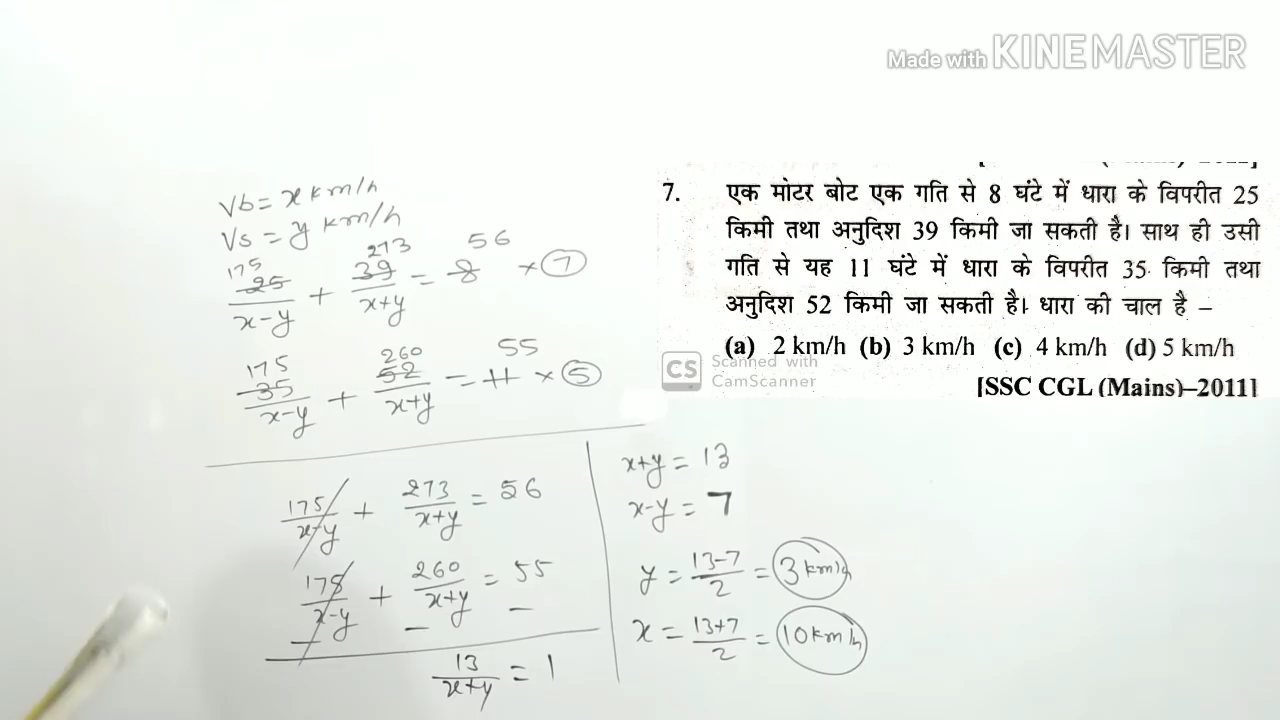 Made with KINEMASTER
Vb = x km/h
Vs = y km/h
175 273 56
25/x-y + 39/x+y = 8 × 7
175 260 55
35/x-y + 52/x+y = 11 × 5
175/x-y + 273/x+y = 56
175/x-y + 260/x+y = 55
- - -
13/x+y = 1
x+y = 13
x-y = 7
y = 13-7/2 = 3 km/h
x = 13+7/2 = 10 km/h
7. एक मोटर बोट एक गति से 8 घंटे में धारा के विपरीत 25
किमी तथा अनुदिश 39 किमी जा सकती है। साथ ही उसी
गति से यह 11 घंटे में धारा के विपरीत 35 किमी तथा
अनुदिश 52 किमी जा सकती है। धारा की चाल है –
(a) 2 km/h (b) 3 km/h (c) 4 km/h (d) 5 km/h
CS Scanned with
CamScanner
[SSC CGL (Mains)–2011]